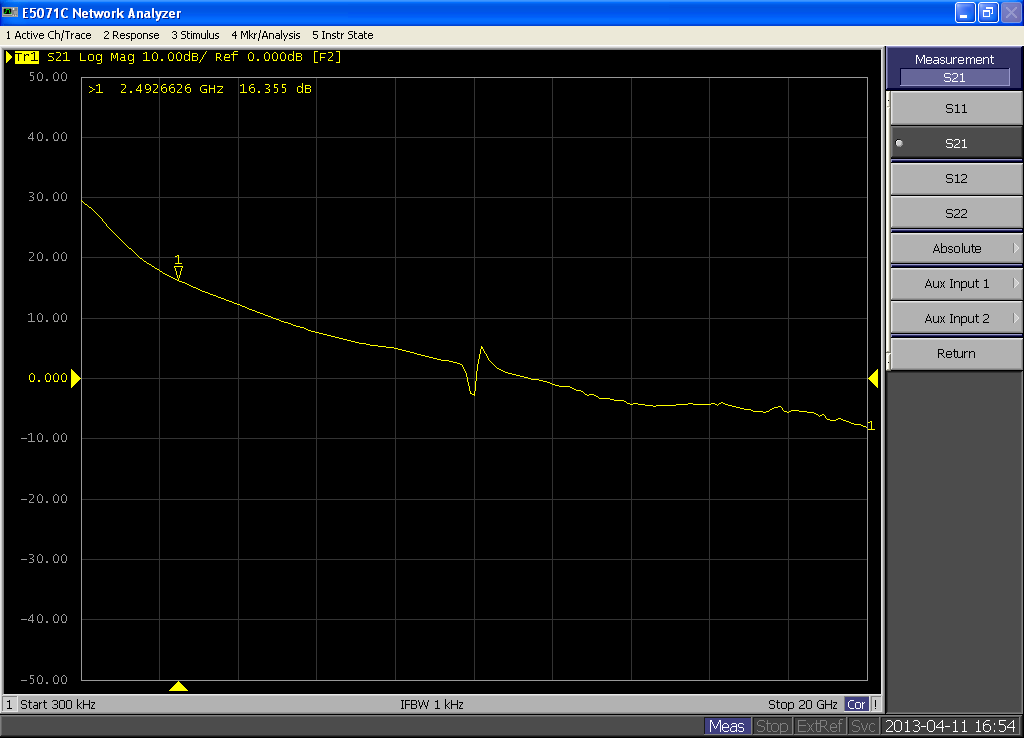 E5071C Network Analyzer
1 Active Ch/Trace 2 Response 3 Stimulus 4 Mkr/Analysis 5 Instr State
Tr1 S21 Log Mag 10.00dB/ Ref 0.000dB [F2]
50.00
>1 2.4926626 GHz 16.355 dB
40.00
30.00
20.00
1
10.00
0.000
-10.00
1
-20.00
-30.00
-40.00
-50.00
1 Start 300 kHz IFBW 1 kHz Stop 20 GHz Cor !
Measurement
S21
S11
S21
S12
S22
Absolute
Aux Input 1
Aux Input 2
Return
Meas Stop ExtRef Svc 2013-04-11 16:54